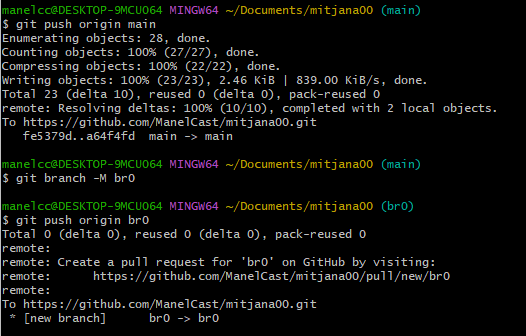 manelcc@DESKTOP-9MCU064 MINGW64 ~/Documents/mitjana00 (main)
$ git push origin main
Enumerating objects: 28, done.
Counting objects: 100% (27/27), done.
Compressing objects: 100% (22/22), done.
Writing objects: 100% (23/23), 2.46 KiB | 839.00 KiB/s, done.
Total 23 (delta 10), reused 0 (delta 0), pack-reused 0
remote: Resolving deltas: 100% (10/10), completed with 2 local objects.
To https://github.com/ManelCast/mitjana00.git
   fe5379d..a64f4fd  main -> main
manelcc@DESKTOP-9MCU064 MINGW64 ~/Documents/mitjana00 (main)
$ git branch -M br0
manelcc@DESKTOP-9MCU064 MINGW64 ~/Documents/mitjana00 (br0)
$ git push origin br0
Total 0 (delta 0), reused 0 (delta 0), pack-reused 0
remote:
remote: Create a pull request for 'br0' on GitHub by visiting:
remote:      https://github.com/ManelCast/mitjana00/pull/new/br0
remote:
To https://github.com/ManelCast/mitjana00.git
 * [new branch]      br0 -> br0